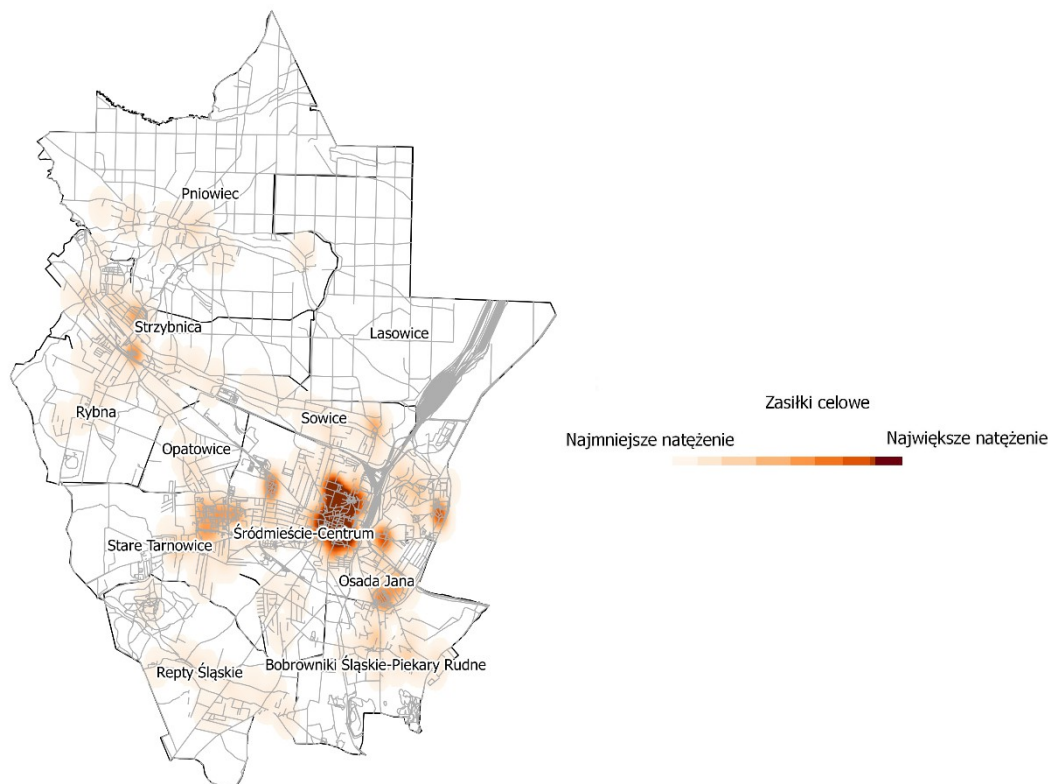 Pniowiec
Strzybnica
Lasowice
Rybna
Sowice
Opatowice
Śródmieście-Centrum
Stare Tarnowice
Osada Jana
Repty Śląskie
Bobrowniki Śląskie-Piekary Rudne
Zasiłki celowe
Najmniejsze natężenie
Największe natężenie